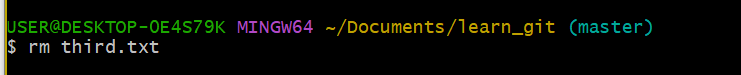 USER@DESKTOP-0E4S79K MINGW64 ~/Documents/learn_git (master)
$ rm third.txt